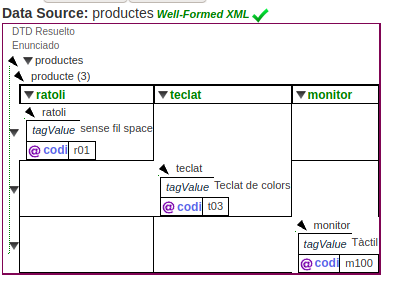 Data Source: productes Well-Formed XML
DTD Resuelto
Enunciado
productes
producte (3)
ratoli teclat monitor
ratoli
tagValue sense fil space
@ codi r01
teclat
tagValue Teclat de colors
@ codi t03
monitor
tagValue Tàctil
@ codi m100